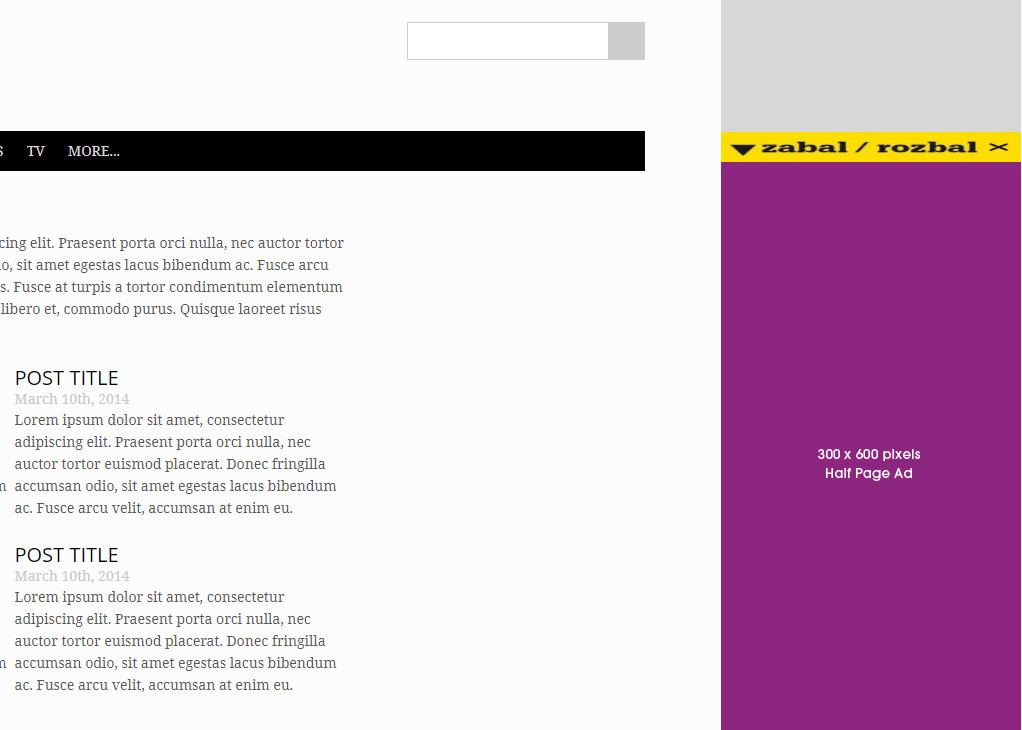 TV MORE...
zabal / rozbal
cing elit. Praesent porta orci nulla, nec auctor tortor
o, sit amet egestas lacus bibendum ac. Fusce arcu
s. Fusce at turpis a tortor condimentum elementum
libero et, commodo purus. Quisque laoreet risus
POST TITLE
March 10th, 2014
Lorem ipsum dolor sit amet, consectetur
adipiscing elit. Praesent porta orci nulla, nec
auctor tortor euismod placerat. Donec fringilla
accumsan odio, sit amet egestas lacus bibendum
ac. Fusce arcu velit, accumsan at enim eu.
POST TITLE
March 10th, 2014
Lorem ipsum dolor sit amet, consectetur
adipiscing elit. Praesent porta orci nulla, nec
auctor tortor euismod placerat. Donec fringilla
accumsan odio, sit amet egestas lacus bibendum
ac. Fusce arcu velit, accumsan at enim eu.
300 x 600 pixels
Half Page Ad